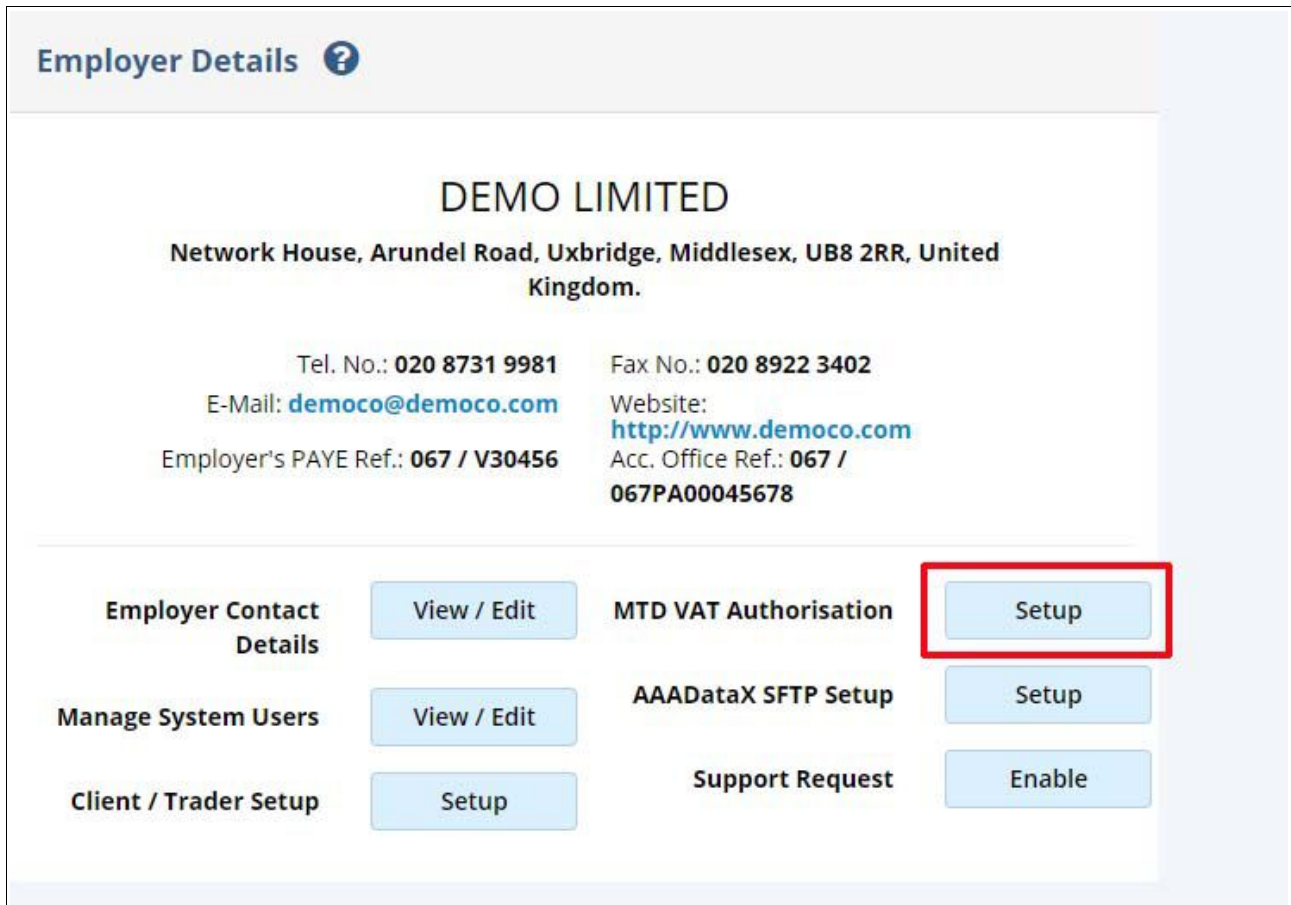 Employer Details ?
DEMO LIMITED
Network House, Arundel Road, Uxbridge, Middlesex, UB8 2RR, United
Kingdom.
Tel. No.: 020 8731 9981
Fax No.: 020 8922 3402
E-Mail: democo@democo.com
Website:
http://www.democo.com
Employer's PAYE Ref.: 067 / V30456
Acc. Office Ref.: 067 /
067PA00045678
Employer Contact
Details
View / Edit
MTD VAT Authorisation
Setup
Manage System Users
View / Edit
AAADataX SFTP Setup
Setup
Client / Trader Setup
Setup
Support Request
Enable